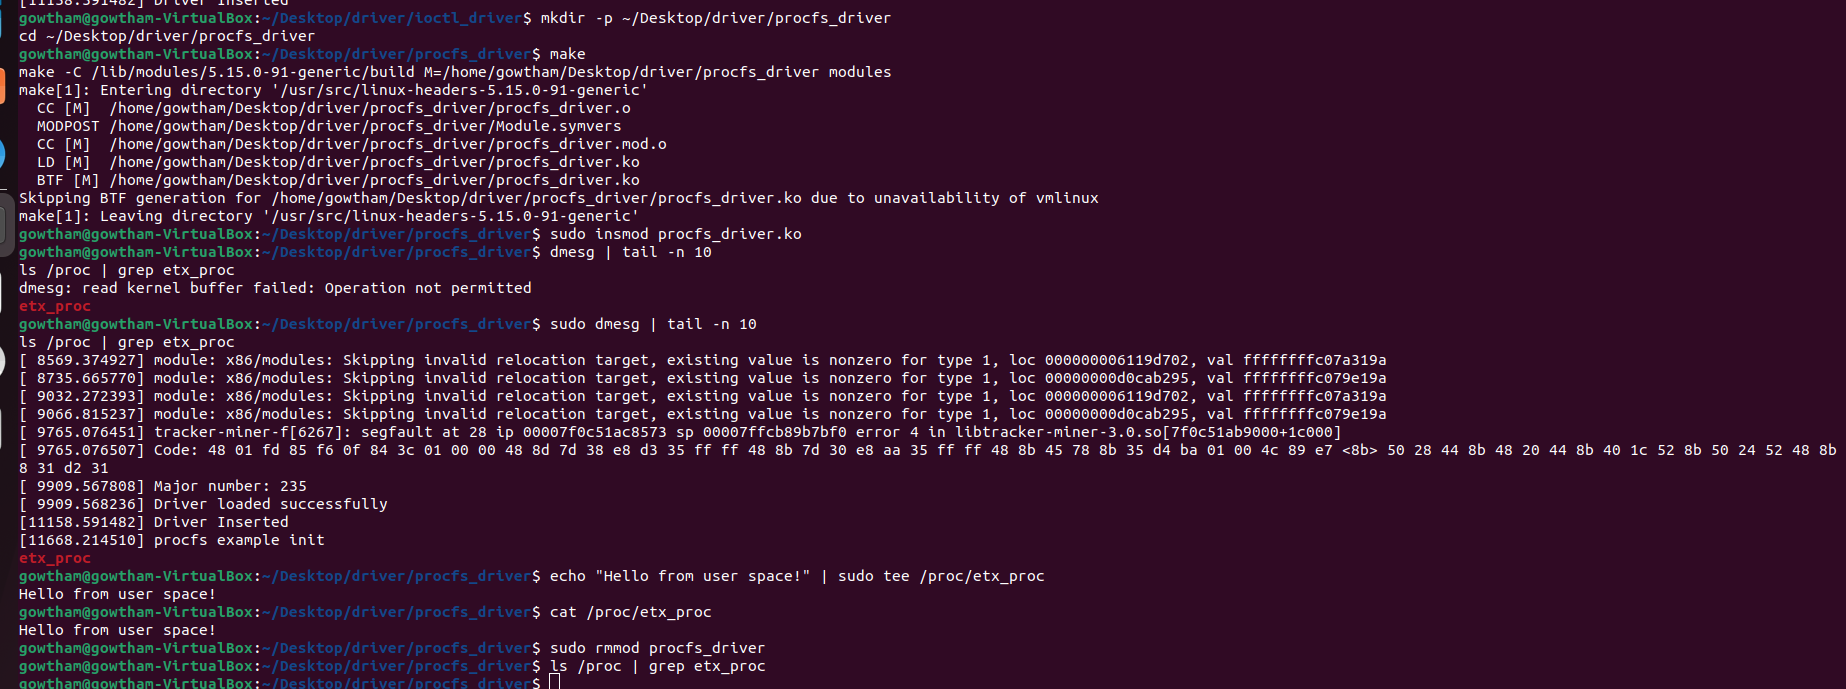 [11158.591482] Driver Inserted
gowtham@gowtham-VirtualBox:~/Desktop/driver/ioctl_driver$ mkdir -p ~/Desktop/driver/procfs_driver
cd ~/Desktop/driver/procfs_driver
gowtham@gowtham-VirtualBox:~/Desktop/driver/procfs_driver$ make
make -C /lib/modules/5.15.0-91-generic/build M=/home/gowtham/Desktop/driver/procfs_driver modules
make[1]: Entering directory '/usr/src/linux-headers-5.15.0-91-generic'
  CC [M]  /home/gowtham/Desktop/driver/procfs_driver/procfs_driver.o
  MODPOST /home/gowtham/Desktop/driver/procfs_driver/Module.symvers
  CC [M]  /home/gowtham/Desktop/driver/procfs_driver/procfs_driver.mod.o
  LD [M]  /home/gowtham/Desktop/driver/procfs_driver/procfs_driver.ko
  BTF [M] /home/gowtham/Desktop/driver/procfs_driver/procfs_driver.ko
Skipping BTF generation for /home/gowtham/Desktop/driver/procfs_driver/procfs_driver.ko due to unavailability of vmlinux
make[1]: Leaving directory '/usr/src/linux-headers-5.15.0-91-generic'
gowtham@gowtham-VirtualBox:~/Desktop/driver/procfs_driver$ sudo insmod procfs_driver.ko
gowtham@gowtham-VirtualBox:~/Desktop/driver/procfs_driver$ dmesg | tail -n 10
ls /proc | grep etx_proc
dmesg: read kernel buffer failed: Operation not permitted
etx_proc
gowtham@gowtham-VirtualBox:~/Desktop/driver/procfs_driver$ sudo dmesg | tail -n 10
ls /proc | grep etx_proc
[ 8569.374927] module: x86/modules: Skipping invalid relocation target, existing value is nonzero for type 1, loc 000000006119d702, val ffffffffc07a319a
[ 8735.665770] module: x86/modules: Skipping invalid relocation target, existing value is nonzero for type 1, loc 00000000d0cab295, val ffffffffc079e19a
[ 9032.272393] module: x86/modules: Skipping invalid relocation target, existing value is nonzero for type 1, loc 000000006119d702, val ffffffffc07a319a
[ 9066.815237] module: x86/modules: Skipping invalid relocation target, existing value is nonzero for type 1, loc 00000000d0cab295, val ffffffffc079e19a
[ 9765.076451] tracker-miner-f[6267]: segfault at 28 ip 00007f0c51ac8573 sp 00007ffcb89b7bf0 error 4 in libtracker-miner-3.0.so[7f0c51ab9000+1c000]
[ 9765.076507] Code: 48 01 fd 85 f6 0f 84 3c 01 00 00 48 8d 7d 38 e8 d3 35 ff ff 48 8b 7d 30 e8 aa 35 ff ff 48 8b 45 78 8b 35 d4 ba 01 00 4c 89 e7 <8b> 50 28 44 8b 48 20 44 8b 40 1c 52 8b 50 24 52 48 8b
8 31 d2 31
[ 9909.567808] Major number: 235
[ 9909.568236] Driver loaded successfully
[11158.591482] Driver Inserted
[11668.214510] procfs example init
etx_proc
gowtham@gowtham-VirtualBox:~/Desktop/driver/procfs_driver$ echo "Hello from user space!" | sudo tee /proc/etx_proc
Hello from user space!
gowtham@gowtham-VirtualBox:~/Desktop/driver/procfs_driver$ cat /proc/etx_proc
Hello from user space!
gowtham@gowtham-VirtualBox:~/Desktop/driver/procfs_driver$ sudo rmmod procfs_driver
gowtham@gowtham-VirtualBox:~/Desktop/driver/procfs_driver$ ls /proc | grep etx_proc
gowtham@gowtham-VirtualBox:~/Desktop/driver/procfs_driver$